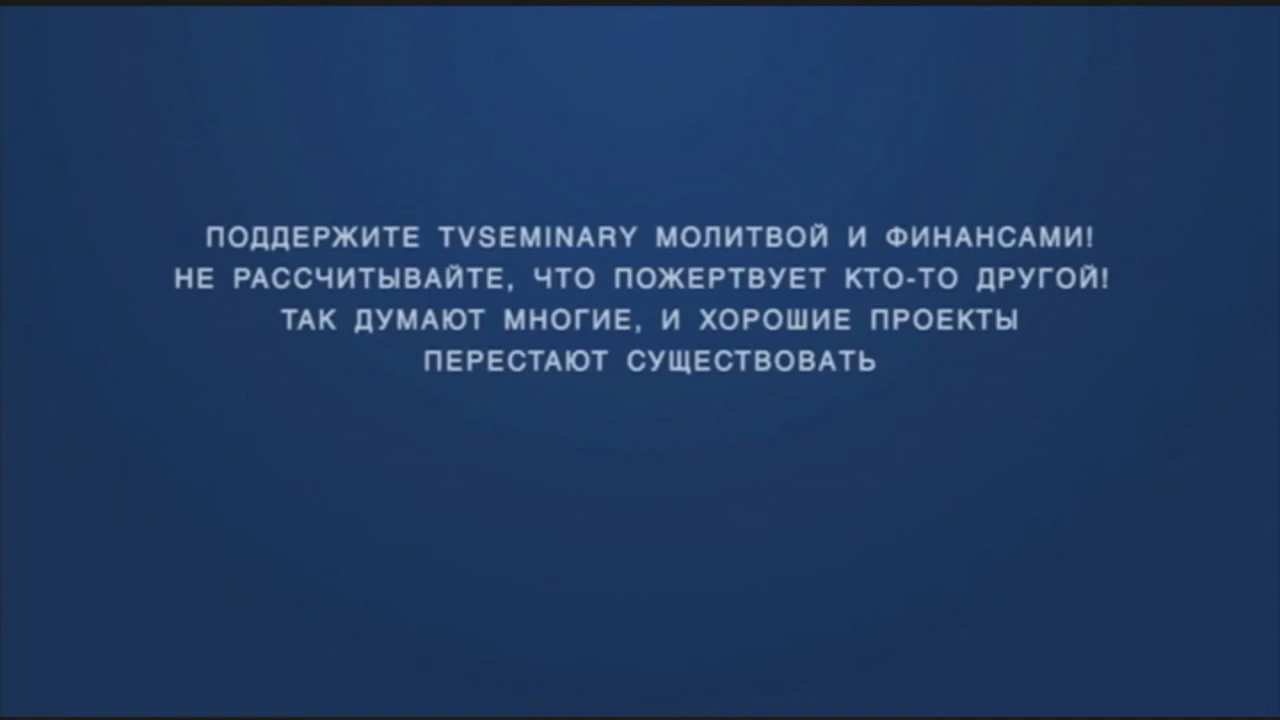 ПОДДЕРЖИТЕ TVSEMINARY МОЛИТВОЙ И ФИНАНСАМИ!
НЕ РАССЧИТЫВАЙТЕ, ЧТО ПОЖЕРТВУЕТ КТО-ТО ДРУГОЙ!
ТАК ДУМАЮТ МНОГИЕ, И ХОРОШИЕ ПРОЕКТЫ
ПЕРЕСТАЮТ СУЩЕСТВОВАТЬ